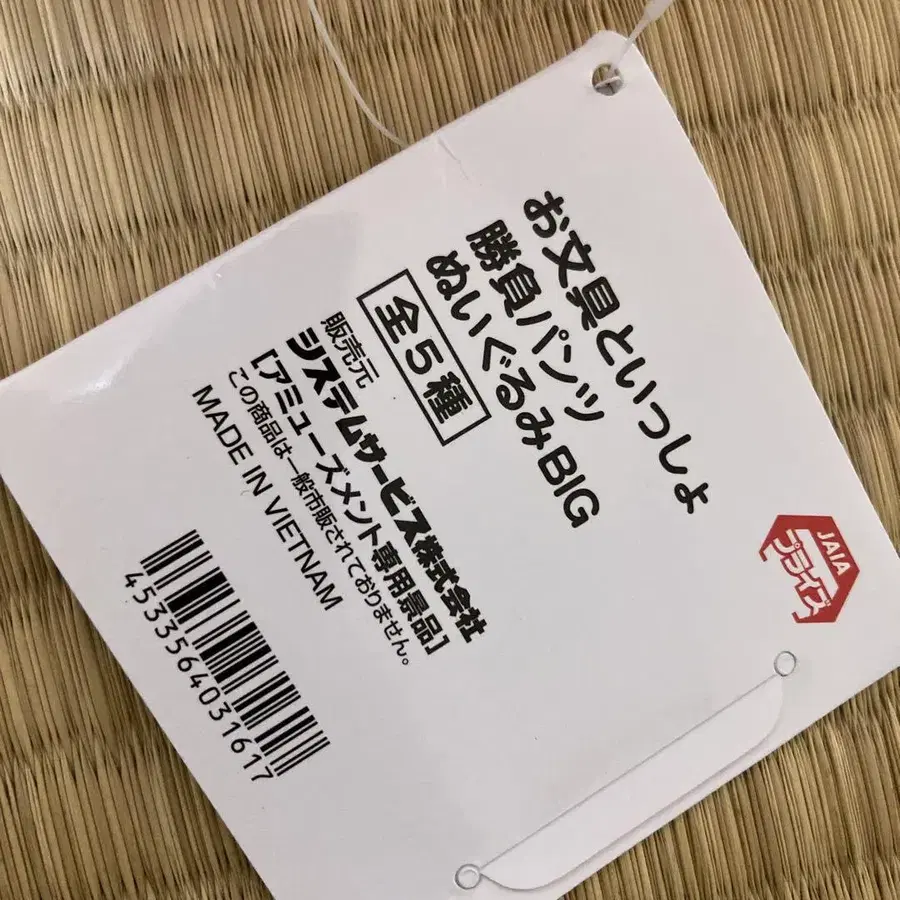 お文具といっしょ
勝負パンツ
ぬいぐるみBIG
全5種
販売元
システムサービス株式会社
[アミューズメント専用景品]
この商品は一般市販されておりません。
MADE IN VIETNAM
4533564031617
JAIA
プライズ